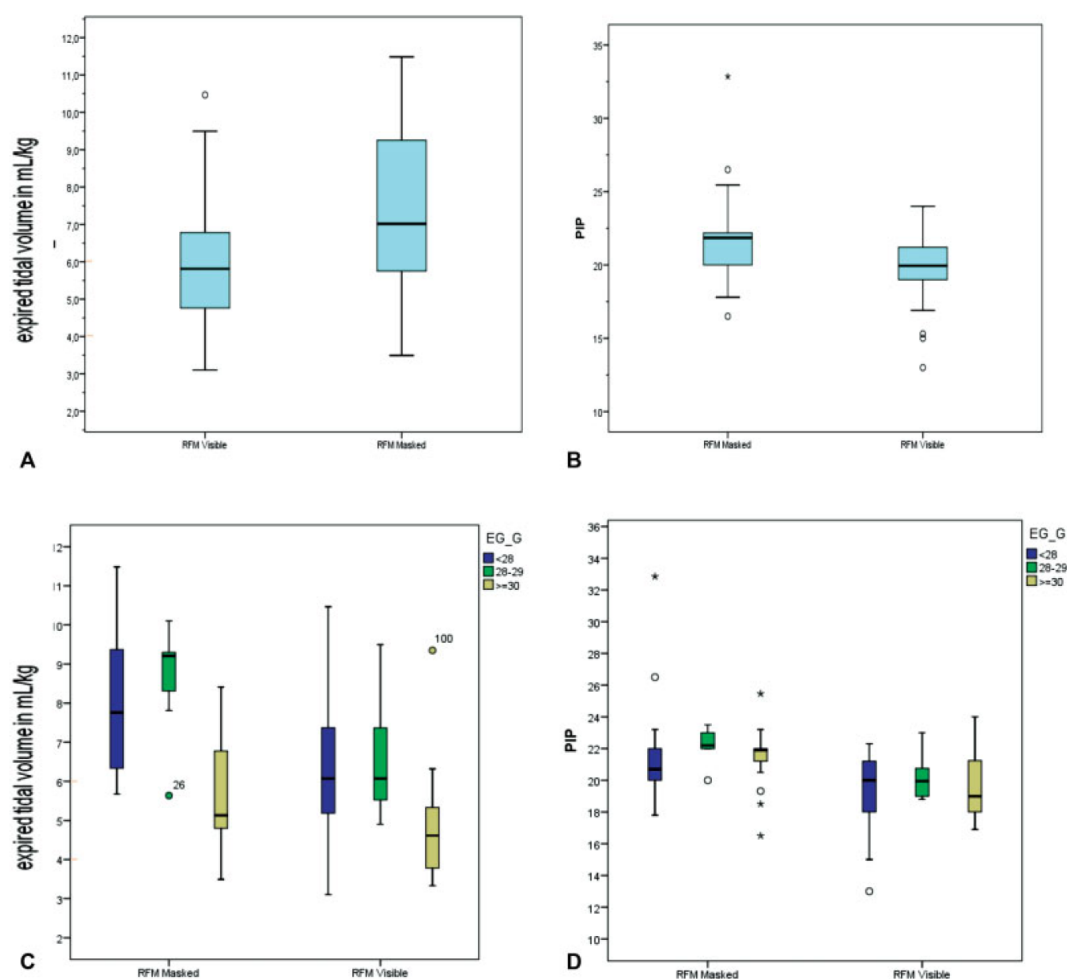 expired tidal volume in mL/kg
12,0
11,0
10,0
9,0
8,0
7,0
6,0
5,0
4,0
3,0
2,0
RFM Visible
RFM Masked
A
PIP
35
30
25
20
15
10
RFM Masked
RFM Visible
B
expired tidal volume in mL/kg
12
11
10
9
8
7
6
5
4
3
2
26
100
EG_G
<28
28-29
>=30
RFM Masked
RFM Visible
C
PIP
36
34
32
30
28
26
24
22
20
18
16
14
12
10
EG_G
<28
28-29
>=30
RFM Masked
RFM Visible
D